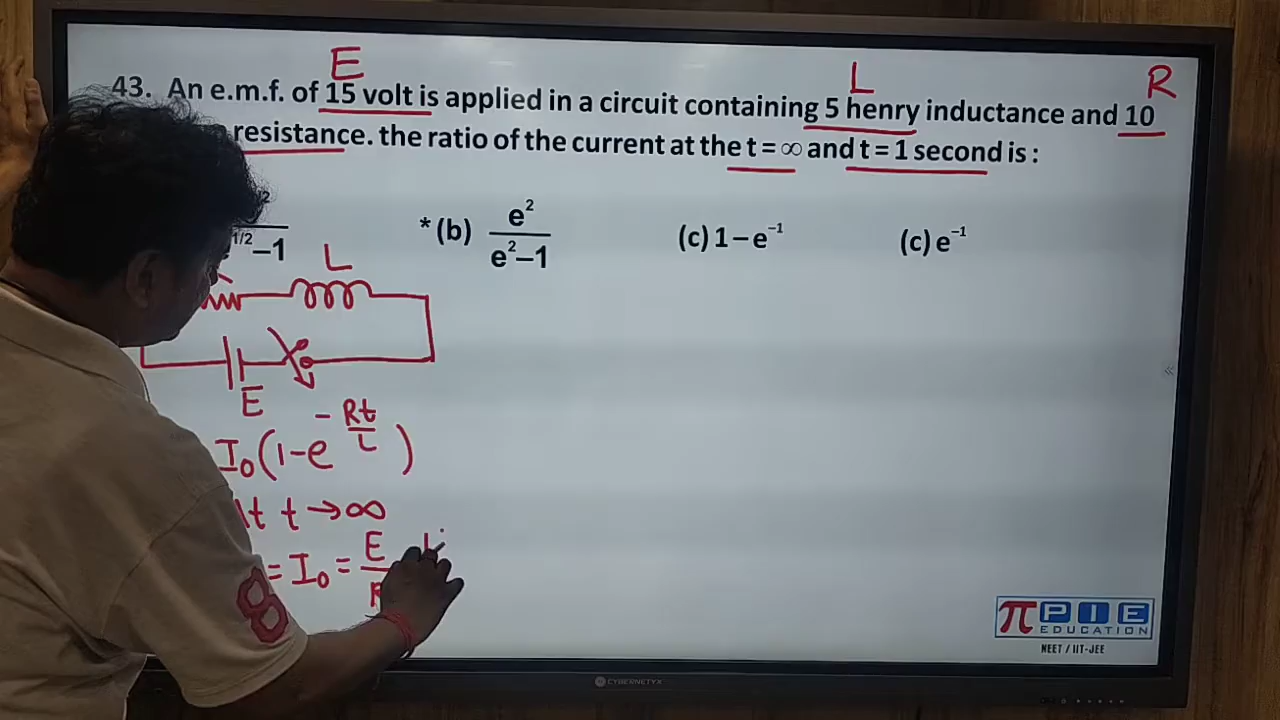 E L R
43. An e.m.f. of 15 volt is applied in a circuit containing 5 henry inductance and 10
resistance. the ratio of the current at the t = ∞ and t = 1 second is :
1/2 –1
*(b) e² / e²–1
(c) 1 – e⁻¹
(c) e⁻¹
L
E
I₀(1-e^(-Rt/L))
t → ∞
= I₀ = E
πPIE
EDUCATION
NEET / IIT-JEE
CYBERNETYX